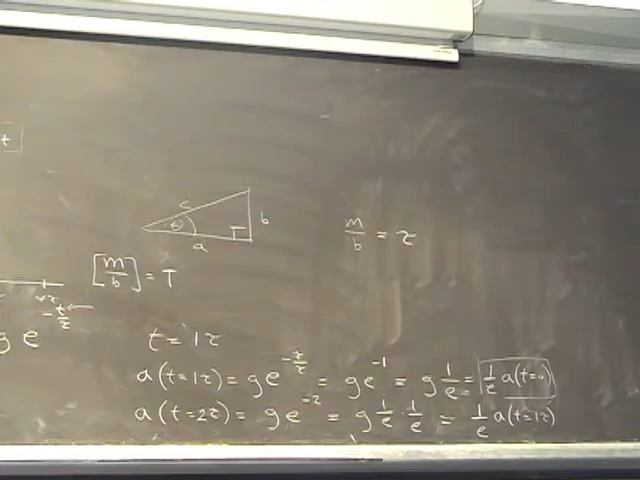 t
c
θ
b
a
m/b = τ
[m/b] = T
g e^(-t/τ)
t = 1τ
a(t=1τ) = g e^(-τ/τ) = g e^(-1) = g 1/e = 1/e a(t=0)
a(t=2τ) = g e^(-2) = g 1/e · 1/e = 1/e a(t=1τ)